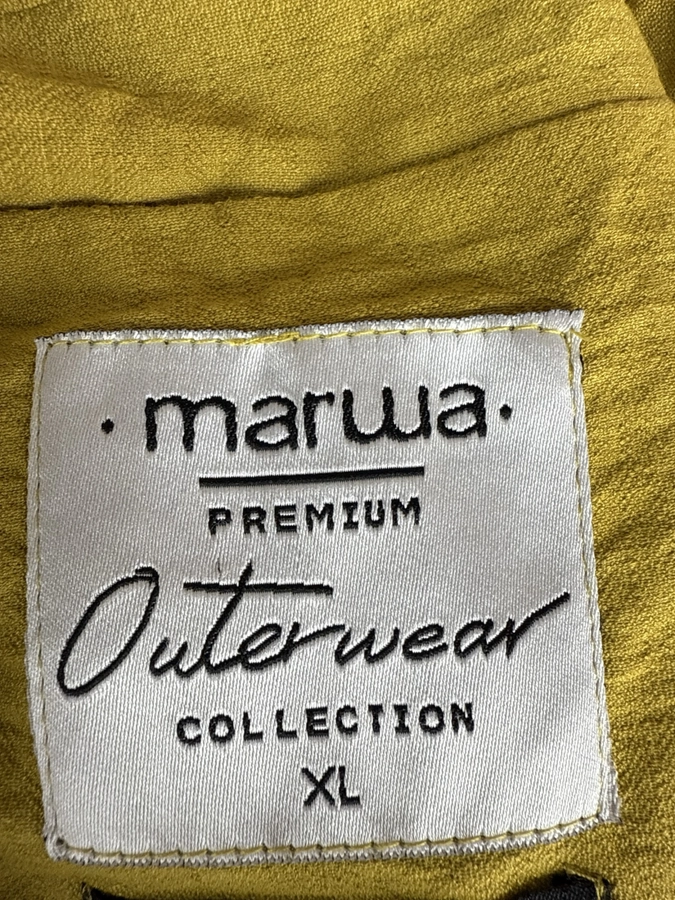 · marwa ·
PREMIUM
Outerwear
COLLECTION
XL